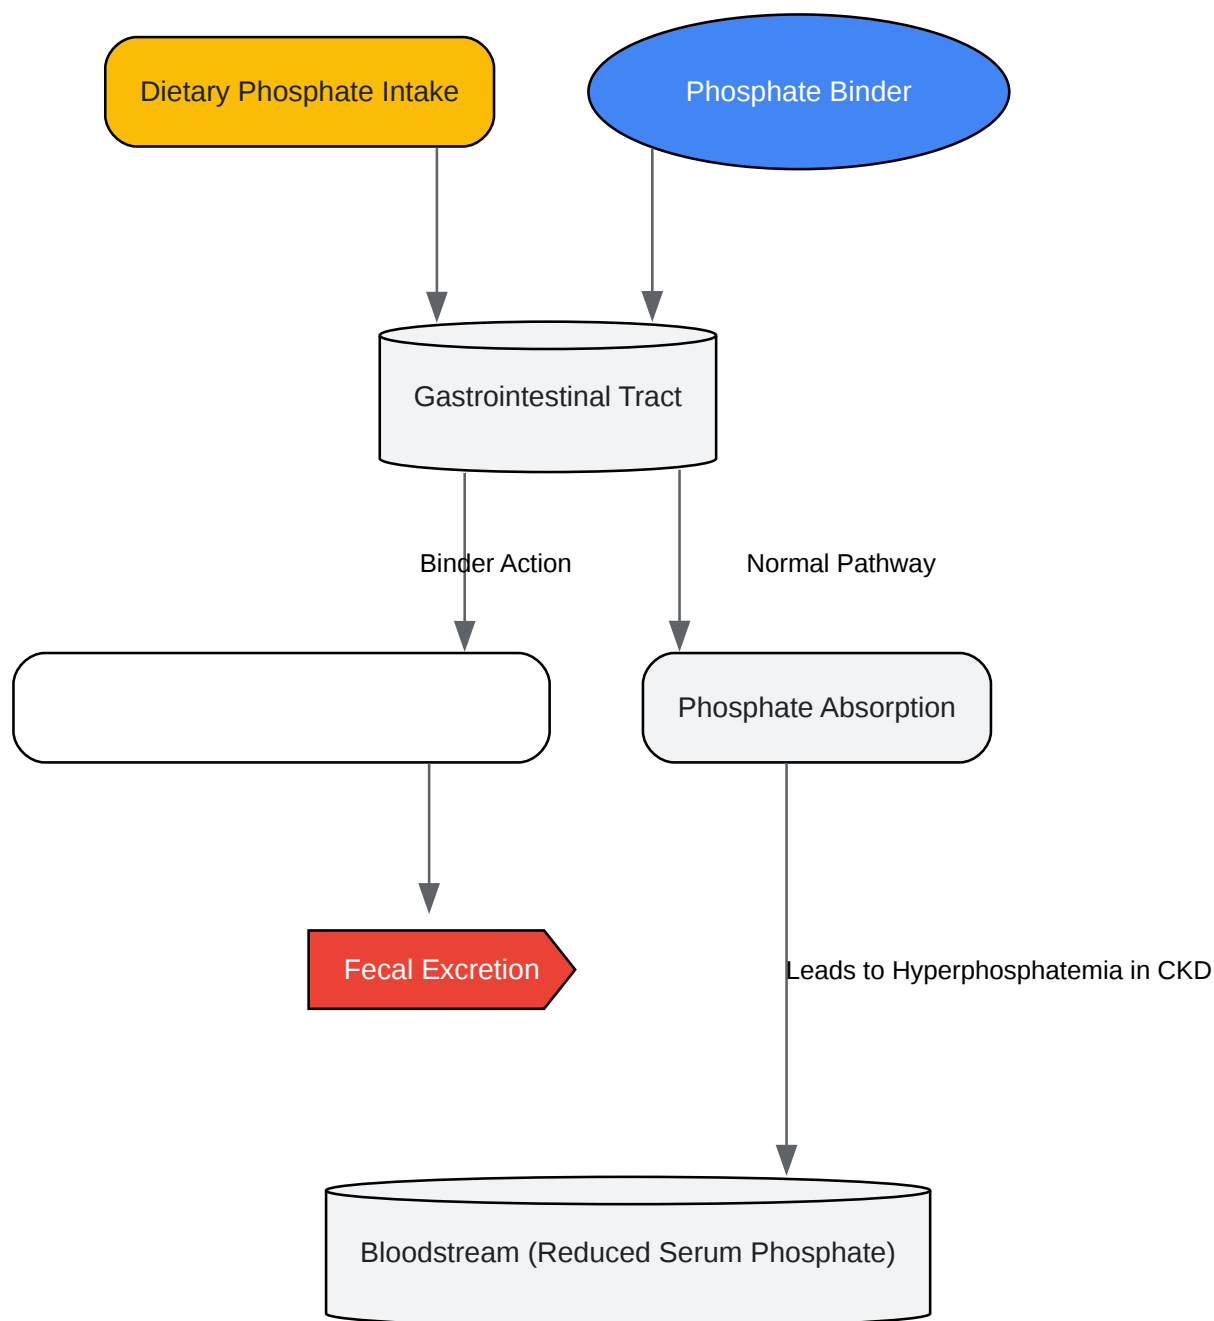 Dietary Phosphate Intake
Phosphate Binder
Gastrointestinal Tract
Binder Action
Normal Pathway
Phosphate Absorption
Fecal Excretion
Leads to Hyperphosphatemia in CKD
Bloodstream (Reduced Serum Phosphate)